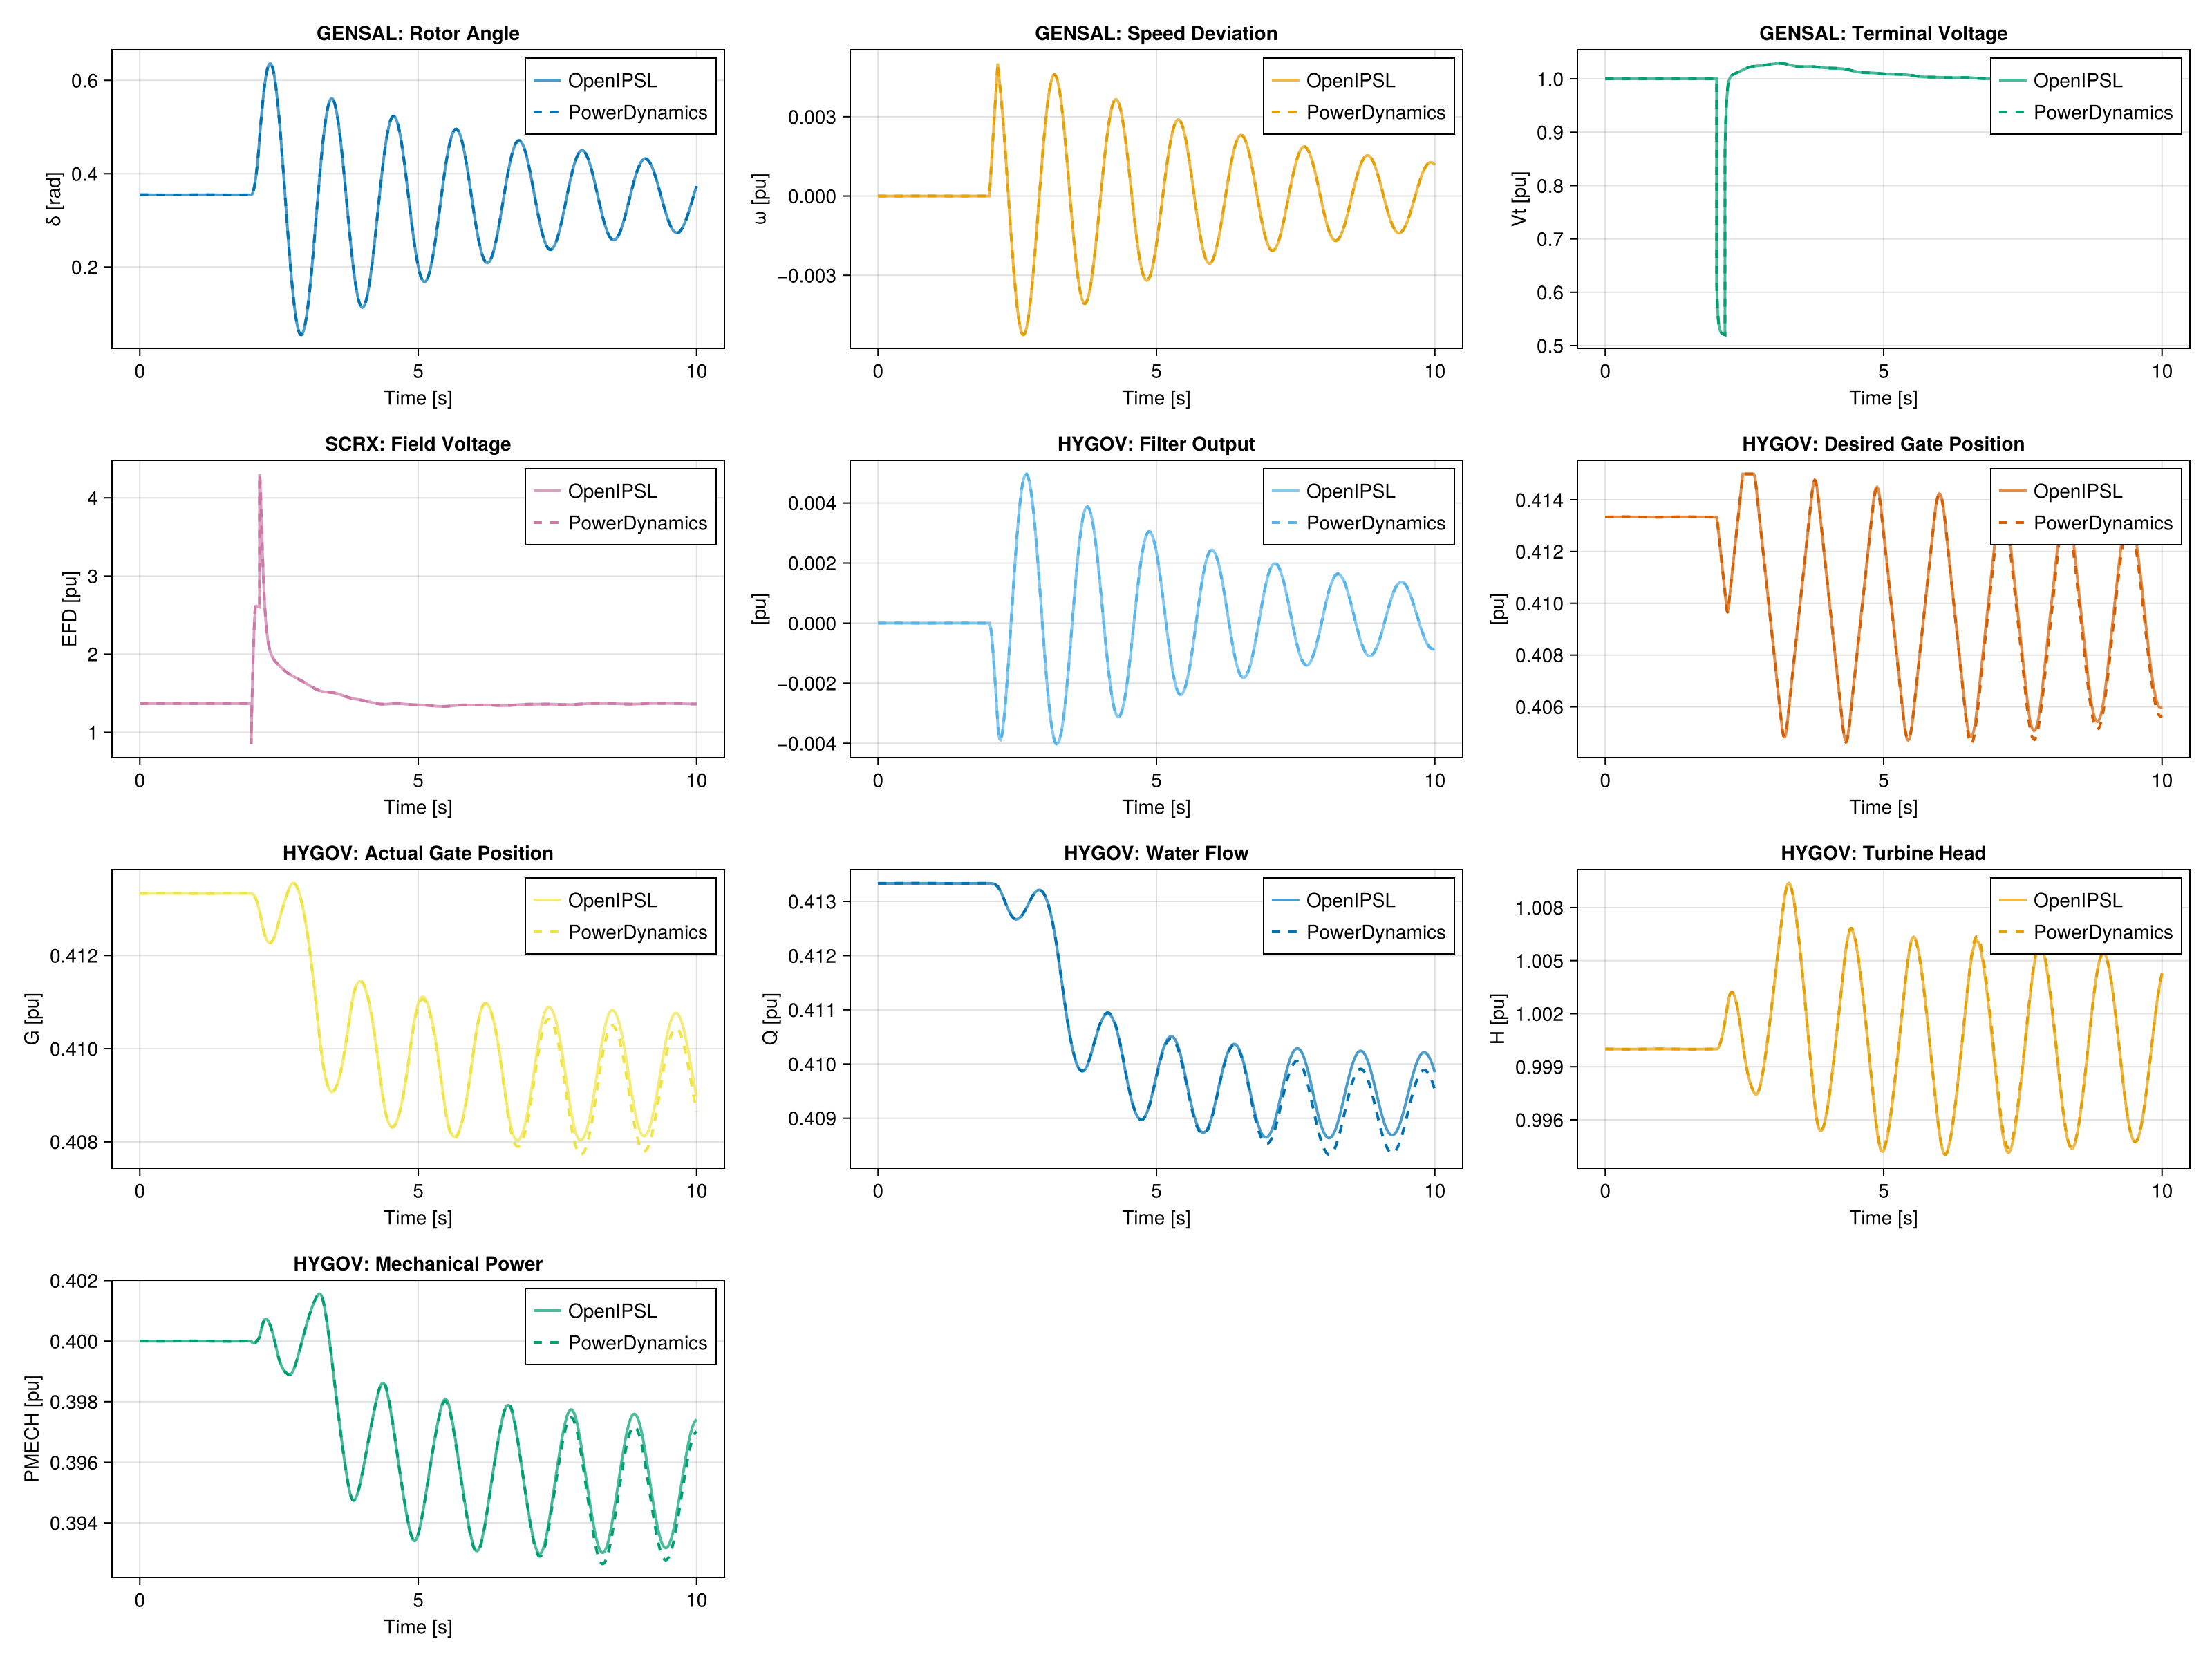 GENSAL: Rotor Angle
δ [rad]
0.6
0.4
0.2
OpenIPSL
PowerDynamics
0
5
10
Time [s]
GENSAL: Speed Deviation
ω [pu]
0.003
0.000
−0.003
OpenIPSL
PowerDynamics
0
5
10
Time [s]
GENSAL: Terminal Voltage
Vt [pu]
1.0
0.9
0.8
0.7
0.6
0.5
OpenIPSL
PowerDynamics
0
5
10
Time [s]
SCRX: Field Voltage
EFD [pu]
4
3
2
1
OpenIPSL
PowerDynamics
0
5
10
Time [s]
HYGOV: Filter Output
[pu]
0.004
0.002
0.000
−0.002
−0.004
OpenIPSL
PowerDynamics
0
5
10
Time [s]
HYGOV: Desired Gate Position
[pu]
0.414
0.412
0.410
0.408
0.406
OpenIPSL
PowerDynamics
0
5
10
Time [s]
HYGOV: Actual Gate Position
G [pu]
0.412
0.410
0.408
OpenIPSL
PowerDynamics
0
5
10
Time [s]
HYGOV: Water Flow
Q [pu]
0.413
0.412
0.411
0.410
0.409
OpenIPSL
PowerDynamics
0
5
10
Time [s]
HYGOV: Turbine Head
H [pu]
1.008
1.005
1.002
0.999
0.996
OpenIPSL
PowerDynamics
0
5
10
Time [s]
HYGOV: Mechanical Power
PMECH [pu]
0.402
0.400
0.398
0.396
0.394
OpenIPSL
PowerDynamics
0
5
10
Time [s]